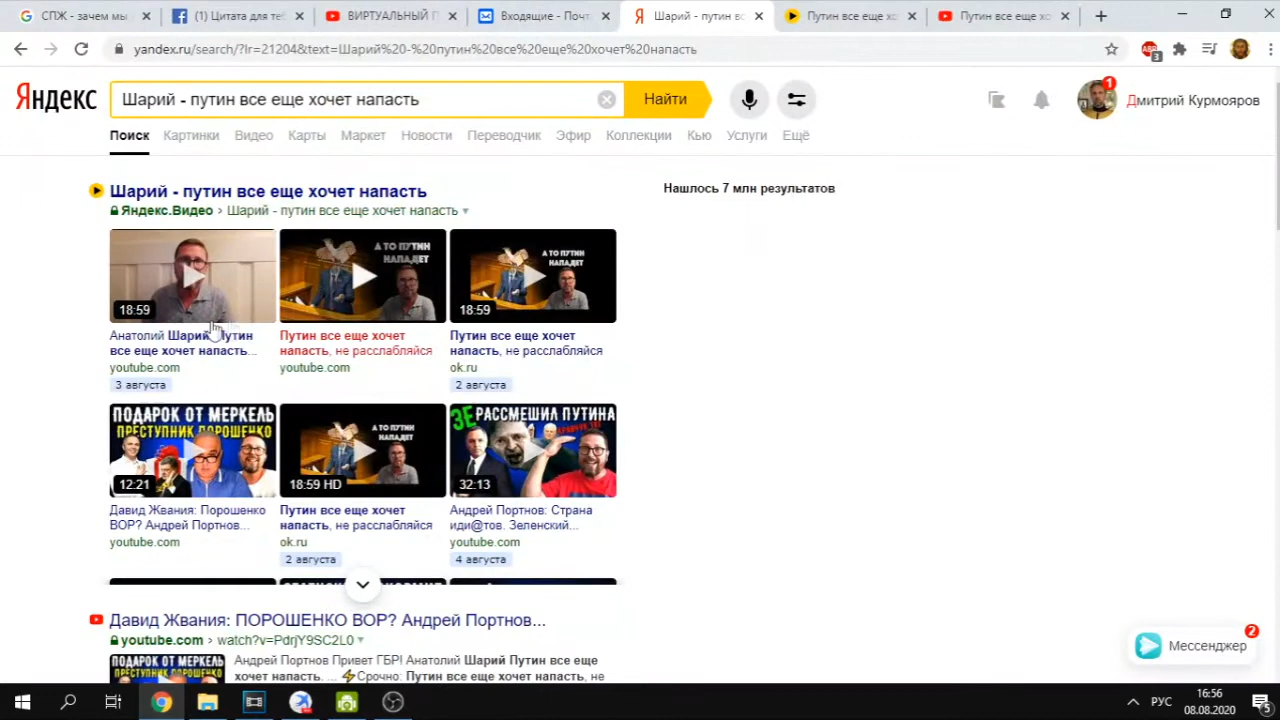 СПЖ - зачем мы
(1) Цитата для те
ВИРТУАЛЬНЫЙ
Входящие - Почт
Шарий - путин вс
Путин все еще хо
Путин все еще хо
yandex.ru/search/?lr=21204&text=Шарий%20-%20путин%20все%20еще%20хочет%20напасть
ABP
3
Яндекс
Шарий - путин все еще хочет напасть
Найти
1
Дмитрий Курмояров
Поиск Картинки Видео Карты Маркет Новости Переводчик Эфир Коллекции Кью Услуги Ещё
Шарий - путин все еще хочет напасть
Нашлось 7 млн результатов
Яндекс.Видео › Шарий - путин все еще хочет напасть
18:59
А ТО ПУТИН
НАПАДЕТ
А ТО ПУТИН
НАПАДЕТ
18:59
Анатолий Шарий Путин
все еще хочет напасть...
youtube.com
3 августа
Путин все еще хочет
напасть, не расслабляйся
youtube.com
Путин все еще хочет
напасть, не расслабляйся
ok.ru
2 августа
ПОДАРОК ОТ МЕРКЕЛЬ
ПРЕСТУПНИК ПОРОШЕНКО
12:21
А ТО ПУТИН
НАПАДЕТ
18:59 HD
ЗЕ РАССМЕШИЛ ПУТИНА
32:13
Давид Жвания: Порошенко
ВОР? Андрей Портнов...
youtube.com
Путин все еще хочет
напасть, не расслабляйся
ok.ru
2 августа
Андрей Портнов: Страна
иди@тов. Зеленский...
youtube.com
4 августа
Давид Жвания: ПОРОШЕНКО ВОР? Андрей Портнов...
youtube.com › watch?v=PdrjY9SC2L0
ПОДАРОК ОТ МЕРКЕЛЬ
Андрей Портнов Привет ГБР! Анатолий Шарий Путин все еще
хочет напасть. ... ⚡Срочно: Путин все еще хочет напасть, не
Мессенджер
2
РУС
16:56
08.08.2020
5